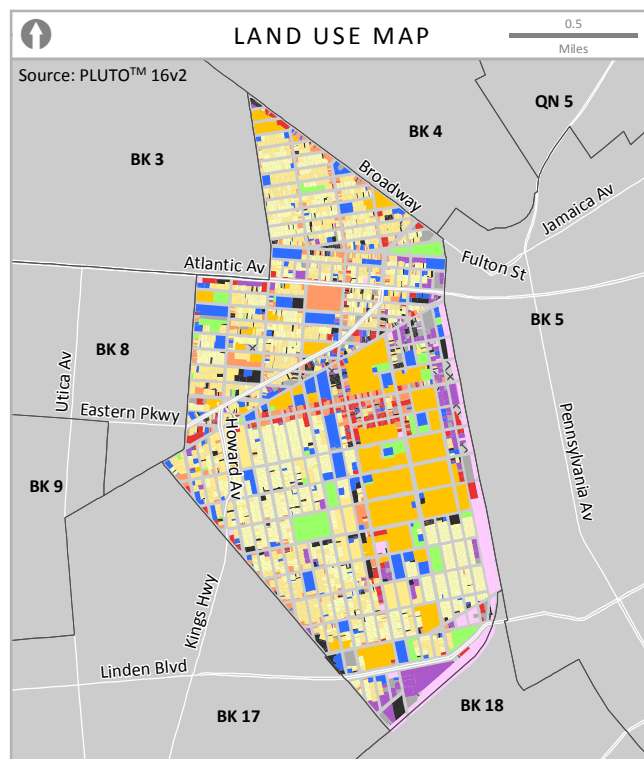 LAND USE MAP
0.5
Miles
Source: PLUTO™ 16v2
QN 5
BK 4
BK 3
Broadway
Jamaica Av
Fulton St
Atlantic Av
BK 5
BK 8
Utica Av
Eastern Pkwy
Howard Av
Pennsylvania Av
BK 9
Kings Hwy
Linden Blvd
BK 17
BK 18